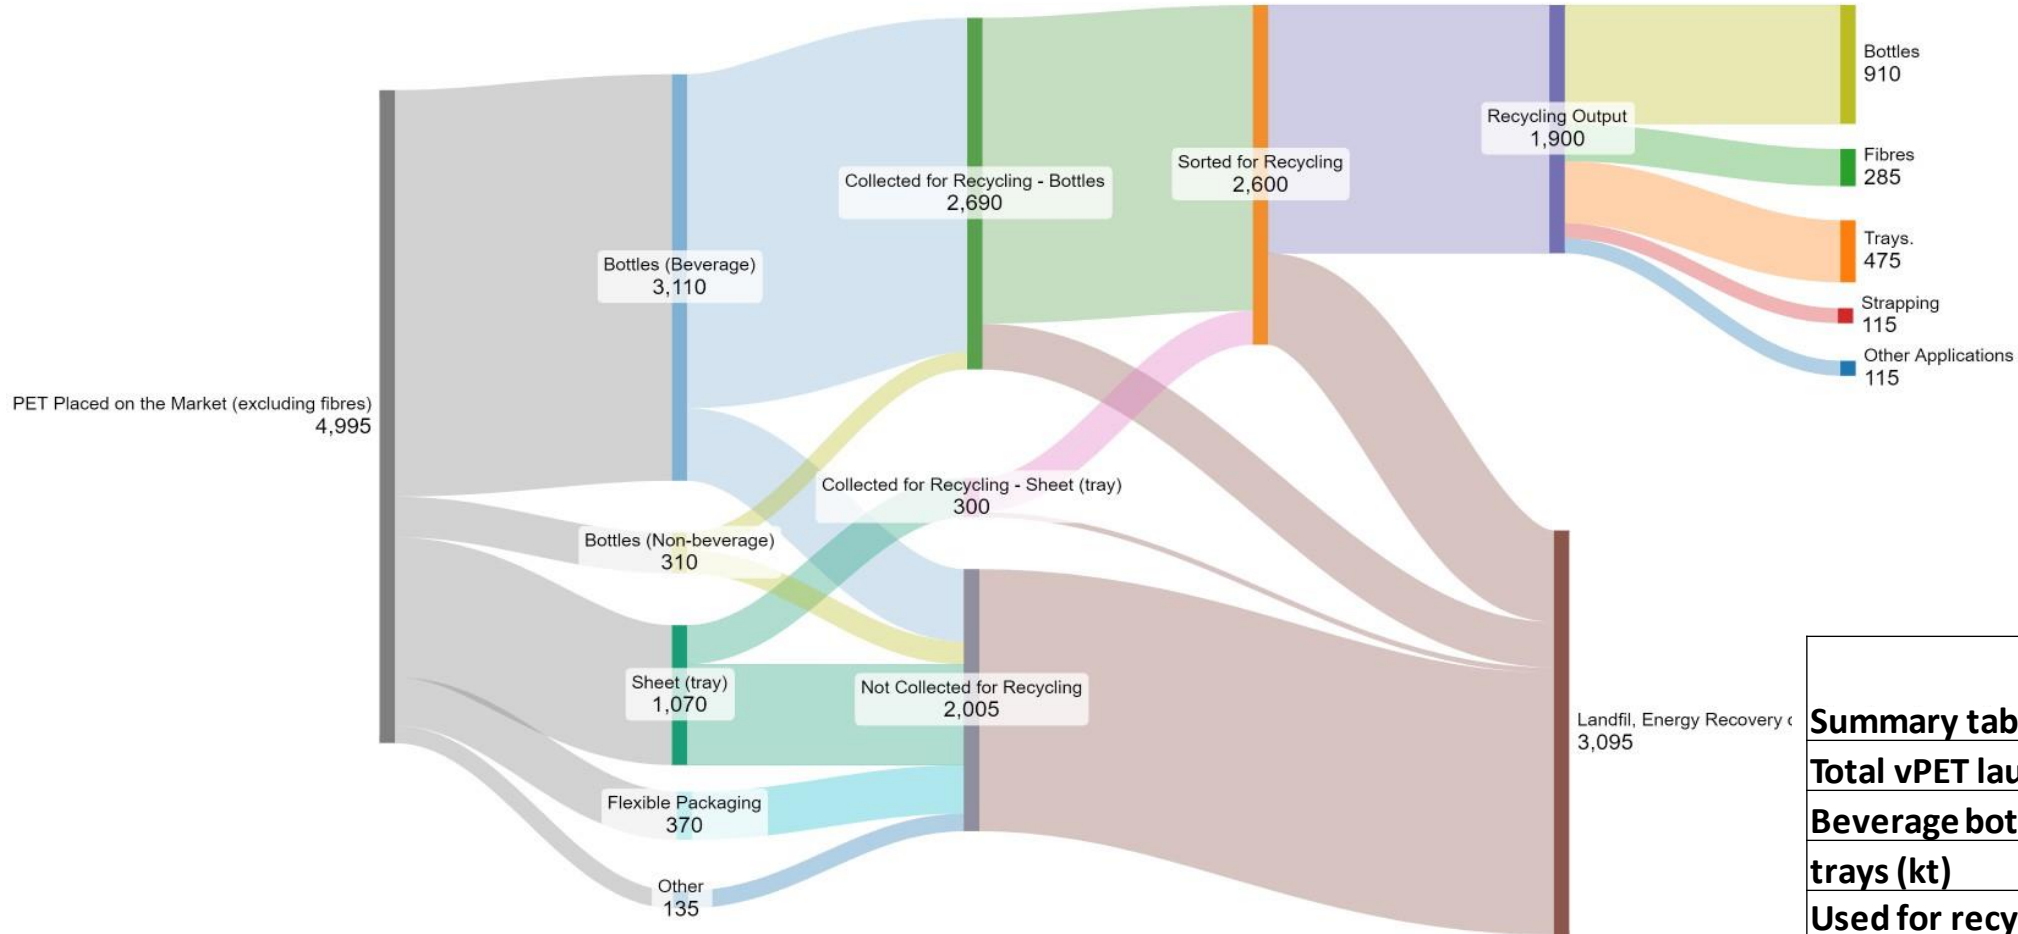 PET Placed on the Market (excluding fibres)
4,995
Bottles (Beverage)
3,110
Bottles (Non-beverage)
310
Sheet (tray)
1,070
Flexible Packaging
370
Other
135
Collected for Recycling - Bottles
2,690
Collected for Recycling - Sheet (tray)
300
Not Collected for Recycling
2,005
Sorted for Recycling
2,600
Recycling Output
1,900
Landfil, Energy Recovery
3,095
Bottles
910
Fibres
285
Trays.
475
Strapping
115
Other Applications
115
Summary tab
Total vPET lau
Beverage bot
trays (kt)
Used for recy